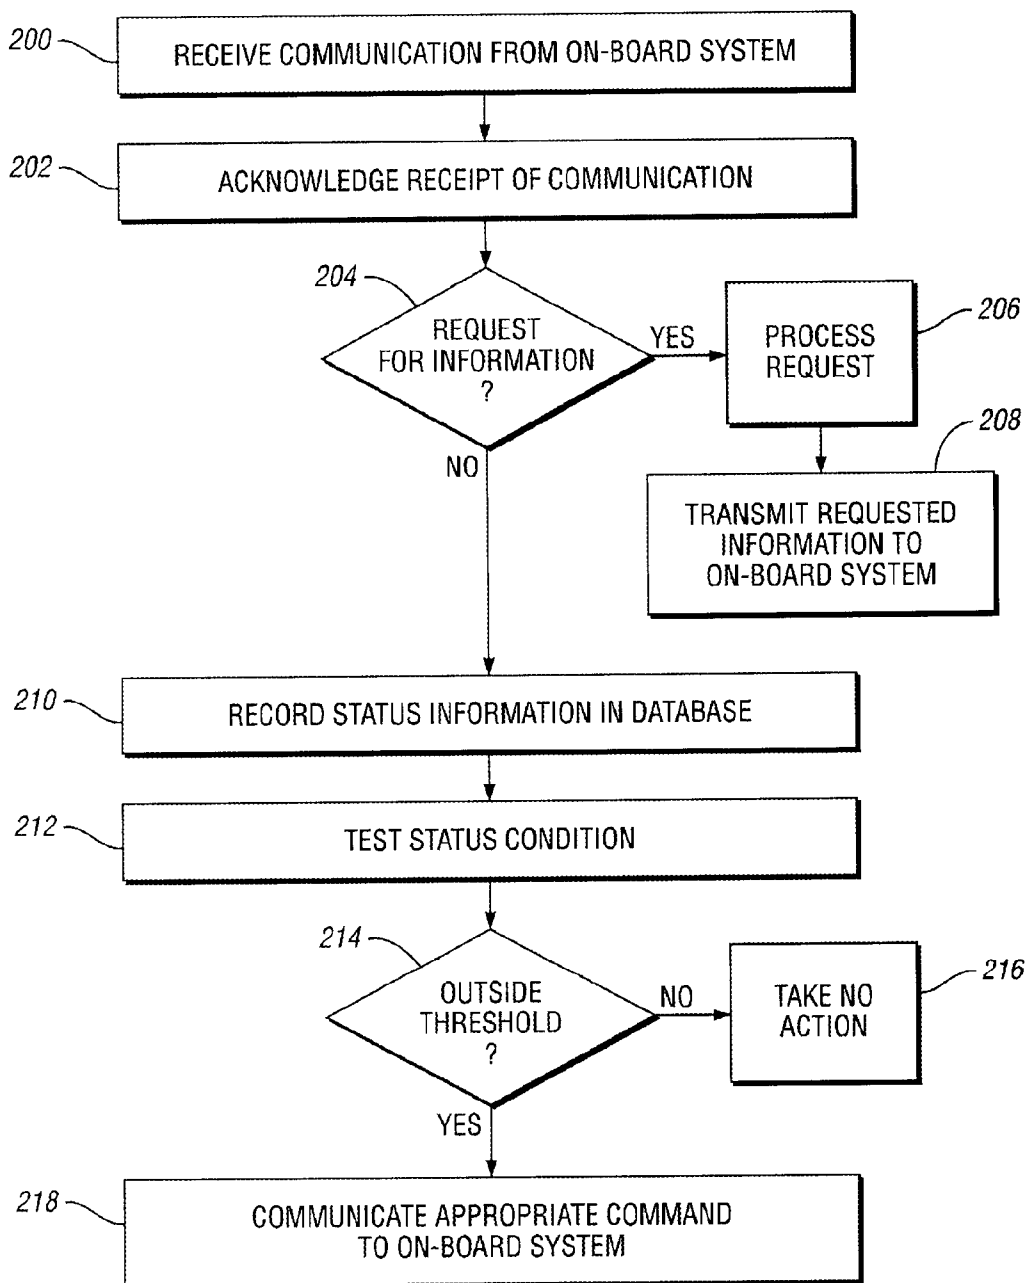 200
RECEIVE COMMUNICATION FROM ON-BOARD SYSTEM
202
ACKNOWLEDGE RECEIPT OF COMMUNICATION
204
REQUEST
FOR INFORMATION
?
YES
NO
206
PROCESS
REQUEST
208
TRANSMIT REQUESTED
INFORMATION TO
ON-BOARD SYSTEM
210
RECORD STATUS INFORMATION IN DATABASE
212
TEST STATUS CONDITION
214
OUTSIDE
THRESHOLD
?
NO
216
TAKE NO
ACTION
YES
218
COMMUNICATE APPROPRIATE COMMAND
TO ON-BOARD SYSTEM